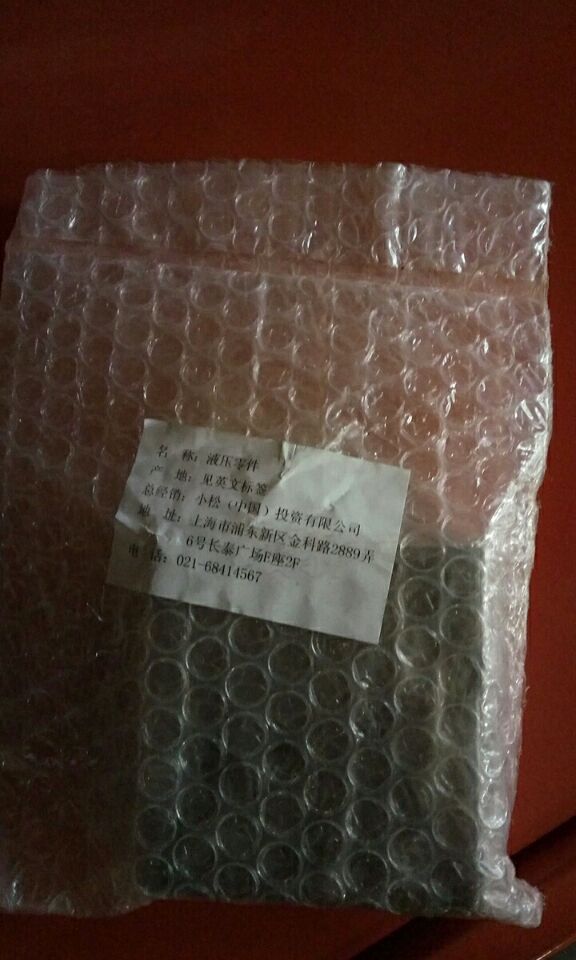 名 称：液压零件
产 地：见英文标签
总经销：小松（中国）投资有限公司
地 址：上海市浦东新区金科路2889弄
6号长泰广场E座2F
电 话：021-68414567